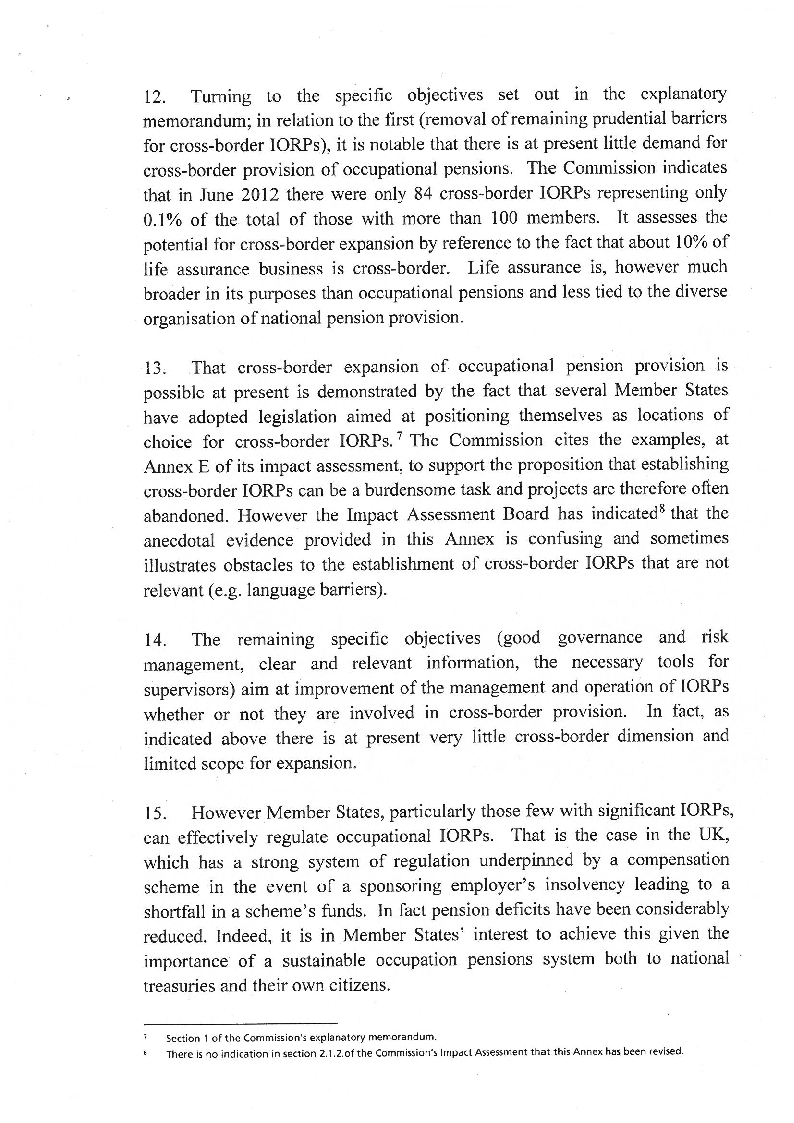 12. Turning to the specific objectives set out in the explanatory
memorandum; in relation to the first (removal of remaining prudential barriers
for cross-border IORPs), it is notable that there is at present little demand for
cross-border provision of occupational pensions. The Commission indicates
that in June 2012 there were only 84 cross-border IORPs representing only
0.1% of the total of those with more than 100 members. It assesses the
potential for cross-border expansion by reference to the fact that about 10% of
life assurance business is cross-border. Life assurance is, however much
broader in its purposes than occupational pensions and less tied to the diverse
organisation of national pension provision.
13. That cross-border expansion of occupational pension provision is
possible at present is demonstrated by the fact that several Member States
have adopted legislation aimed at positioning themselves as locations of
choice for cross-border IORPs. 7 The Commission cites the examples, at
Annex E of its impact assessment, to support the proposition that establishing
cross-border IORPs can be a burdensome task and projects are therefore often
abandoned. However the Impact Assessment Board has indicated8 that the
anecdotal evidence provided in this Annex is confusing and sometimes
illustrates obstacles to the establishment of cross-border IORPs that are not
relevant (e.g. language barriers).
14. The remaining specific objectives (good governance and risk
management, clear and relevant information, the necessary tools for
supervisors) aim at improvement of the management and operation of IORPs
whether or not they are involved in cross-border provision. In fact, as
indicated above there is at present very little cross-border dimension and
limited scope for expansion.
15. However Member States, particularly those few with significant IORPs,
can effectively regulate occupational IORPs. That is the case in the UK,
which has a strong system of regulation underpinned by a compensation
scheme in the event of a sponsoring employer's insolvency leading to a
shortfall in a scheme's funds. In fact pension deficits have been considerably
reduced. Indeed, it is in Member States' interest to achieve this given the
importance of a sustainable occupation pensions system both to national
treasuries and their own citizens.
7 Section 1 of the Commission's explanatory memorandum.
8 There is no indication in section 2.1.2.of the Commission's Impact Assessment that this Annex has been revised.